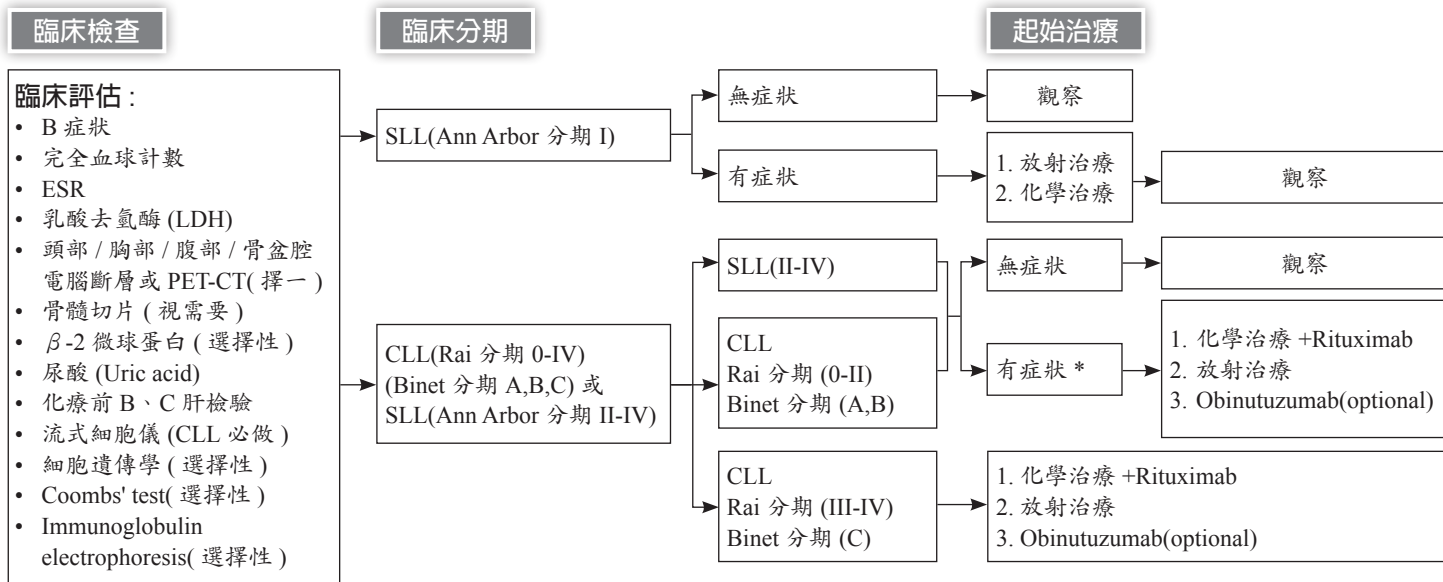 臨床檢查
臨床分期
起始治療
臨床評估 :
• B 症狀
• 完全血球計數
• ESR
• 乳酸去氫酶 (LDH)
• 頭部 / 胸部 / 腹部 / 骨盆腔
電腦斷層或 PET-CT( 擇一 )
• 骨髓切片 ( 視需要 )
• β-2 微球蛋白 ( 選擇性 )
• 尿酸 (Uric acid)
• 化療前 B、C 肝檢驗
• 流式細胞儀 (CLL 必做 )
• 細胞遺傳學 ( 選擇性 )
• Coombs' test( 選擇性 )
• Immunoglobulin
electrophoresis( 選擇性 )
SLL(Ann Arbor 分期 I)
無症狀
觀察
有症狀
1. 放射治療
2. 化學治療
觀察
CLL(Rai 分期 0-IV)
(Binet 分期 A,B,C) 或
SLL(Ann Arbor 分期 II-IV)
SLL(II-IV)
CLL
Rai 分期 (0-II)
Binet 分期 (A,B)
無症狀
觀察
有症狀 *
1. 化學治療 +Rituximab
2. 放射治療
3. Obinutuzumab(optional)
CLL
Rai 分期 (III-IV)
Binet 分期 (C)
1. 化學治療 +Rituximab
2. 放射治療
3. Obinutuzumab(optional)